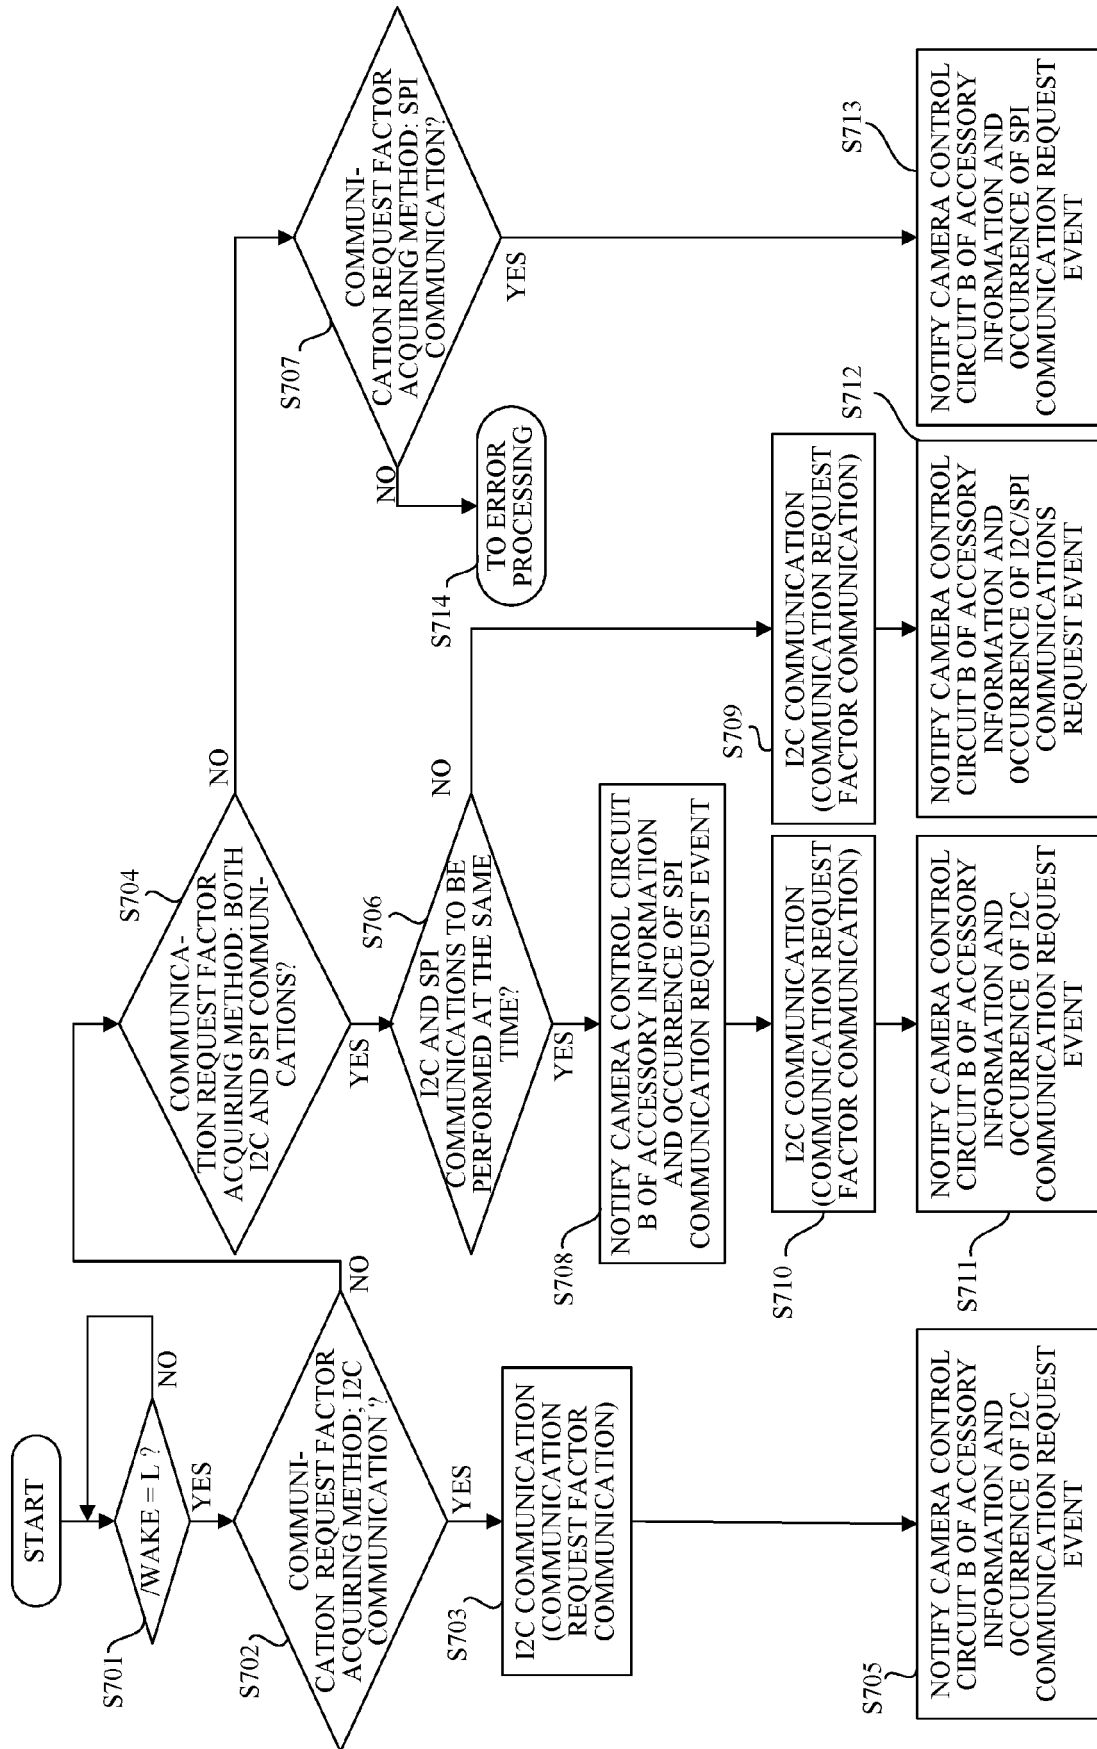 START
S701
/WAKE = L ?
NO
YES
S702
COMMUNI-
CATION REQUEST FACTOR
ACQUIRING METHOD; I2C
COMMUNICATION ?
NO
YES
S703
I2C COMMUNICATION
(COMMUNICATION
REQUEST FACTOR
COMMUNICATION)
S705
NOTIFY CAMERA CONTROL
CIRCUIT B OF ACCESSORY
INFORMATION AND
OCCURRENCE OF I2C
COMMUNICATION REQUEST
EVENT
S704
COMMUNICA-
TION REQUEST FACTOR
ACQUIRING METHOD: BOTH
I2C AND SPI COMMUNI-
CATIONS?
NO
YES
S706
I2C AND SPI
COMMUNICATIONS TO BE
PERFORMED AT THE SAME
TIME?
NO
YES
S708
NOTIFY CAMERA CONTROL CIRCUIT
B OF ACCESSORY INFORMATION
AND OCCURRENCE OF SPI
COMMUNICATION REQUEST EVENT
S710
I2C COMMUNICATION
(COMMUNICATION REQUEST
FACTOR COMMUNICATION)
S711
NOTIFY CAMERA CONTROL
CIRCUIT B OF ACCESSORY
INFORMATION AND
OCCURRENCE OF I2C
COMMUNICATION REQUEST
EVENT
S709
I2C COMMUNICATION
(COMMUNICATION REQUEST
FACTOR COMMUNICATION)
S712
NOTIFY CAMERA CONTROL
CIRCUIT B OF ACCESSORY
INFORMATION AND
OCCURRENCE OF I2C/SPI
COMMUNICATIONS
REQUEST EVENT
S707
COMMUNI-
CATION REQUEST FACTOR
ACQUIRING METHOD: SPI
COMMUNICATION?
NO
YES
S714
TO ERROR
PROCESSING
S713
NOTIFY CAMERA CONTROL
CIRCUIT B OF ACCESSORY
INFORMATION AND
OCCURRENCE OF SPI
COMMUNICATION REQUEST
EVENT